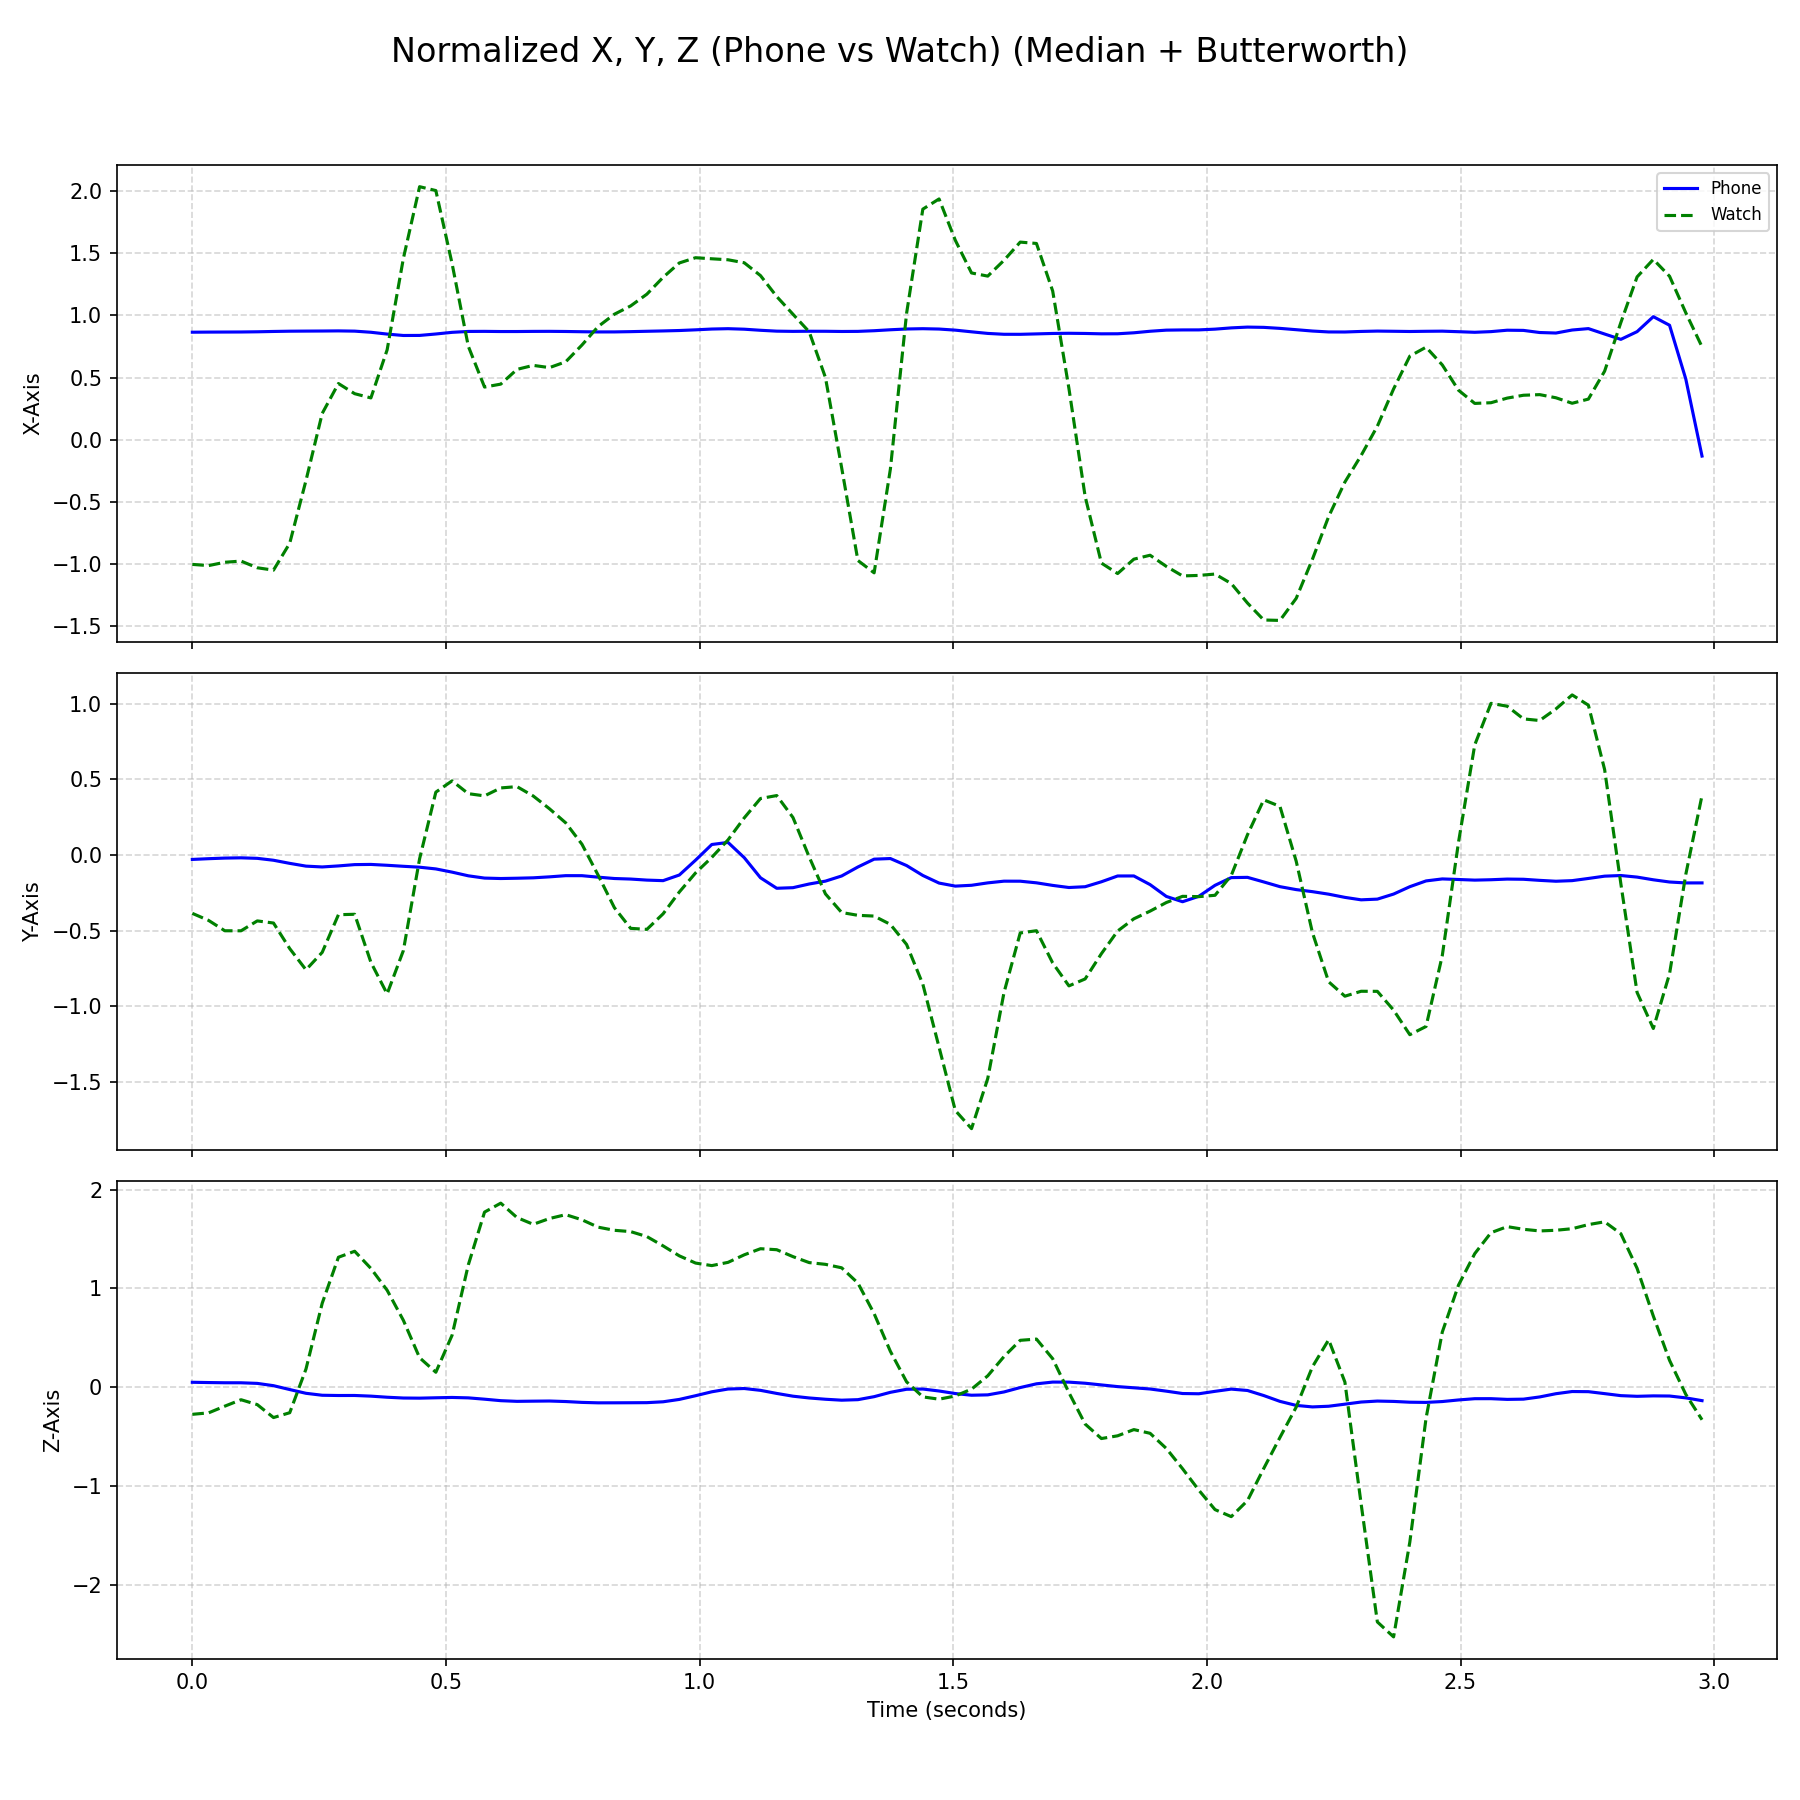 Normalized X, Y, Z (Phone vs Watch) (Median + Butterworth)
Phone
Watch
2.0
1.5
1.0
0.5
0.0
−0.5
−1.0
−1.5
X-Axis
1.0
0.5
0.0
−0.5
−1.0
−1.5
Y-Axis
2
1
0
−1
−2
Z-Axis
0.0 0.5 1.0 1.5 2.0 2.5 3.0
Time (seconds)